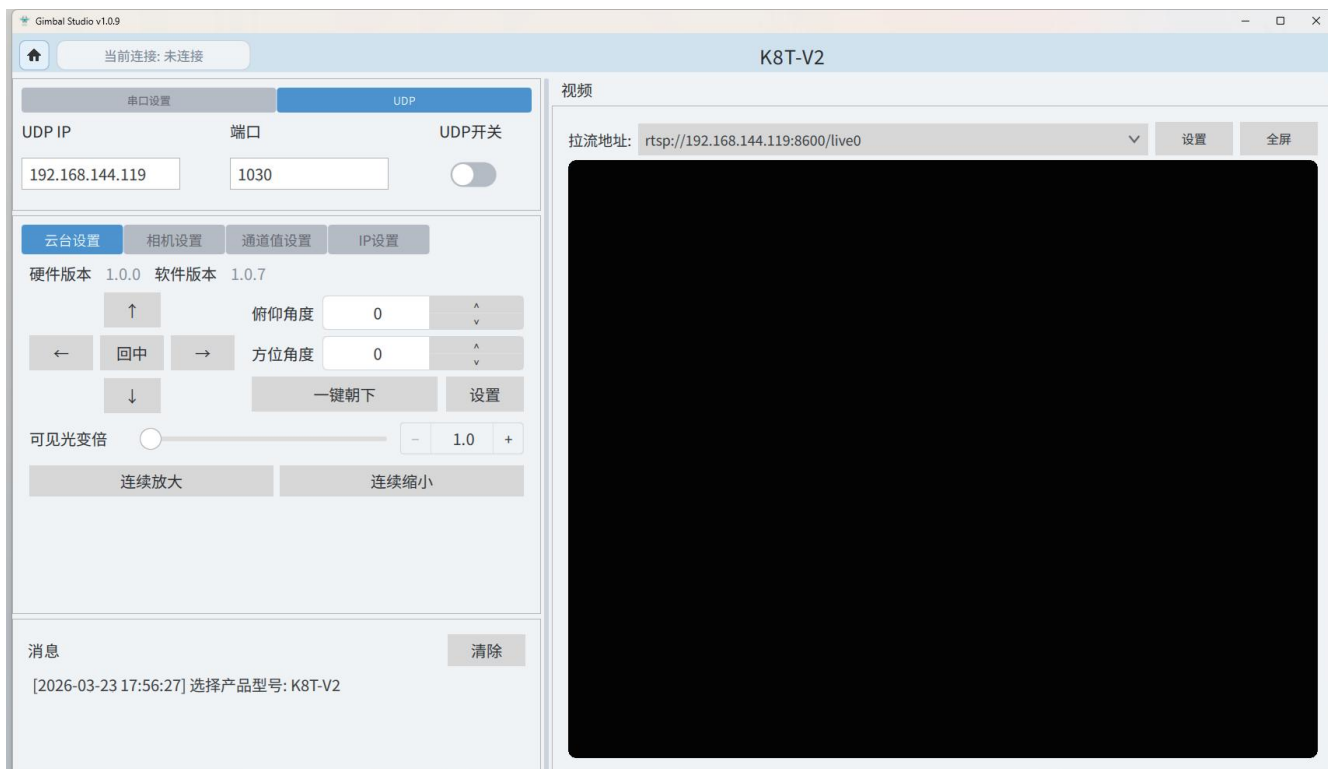 Gimbal Studio v1.0.9
当前连接: 未连接
K8T-V2
串口设置 UDP
UDP IP 端口 UDP开关
192.168.144.119 1030
云台设置 相机设置 通道值设置 IP设置
硬件版本 1.0.0 软件版本 1.0.7
↑
俯仰角度 0
← 回中 →
方位角度 0
↓
一键朝下 设置
可见光变倍 − 1.0 +
连续放大 连续缩小
消息 清除
[2026-03-23 17:56:27] 选择产品型号: K8T-V2
视频
拉流地址: rtsp://192.168.144.119:8600/live0 设置 全屏